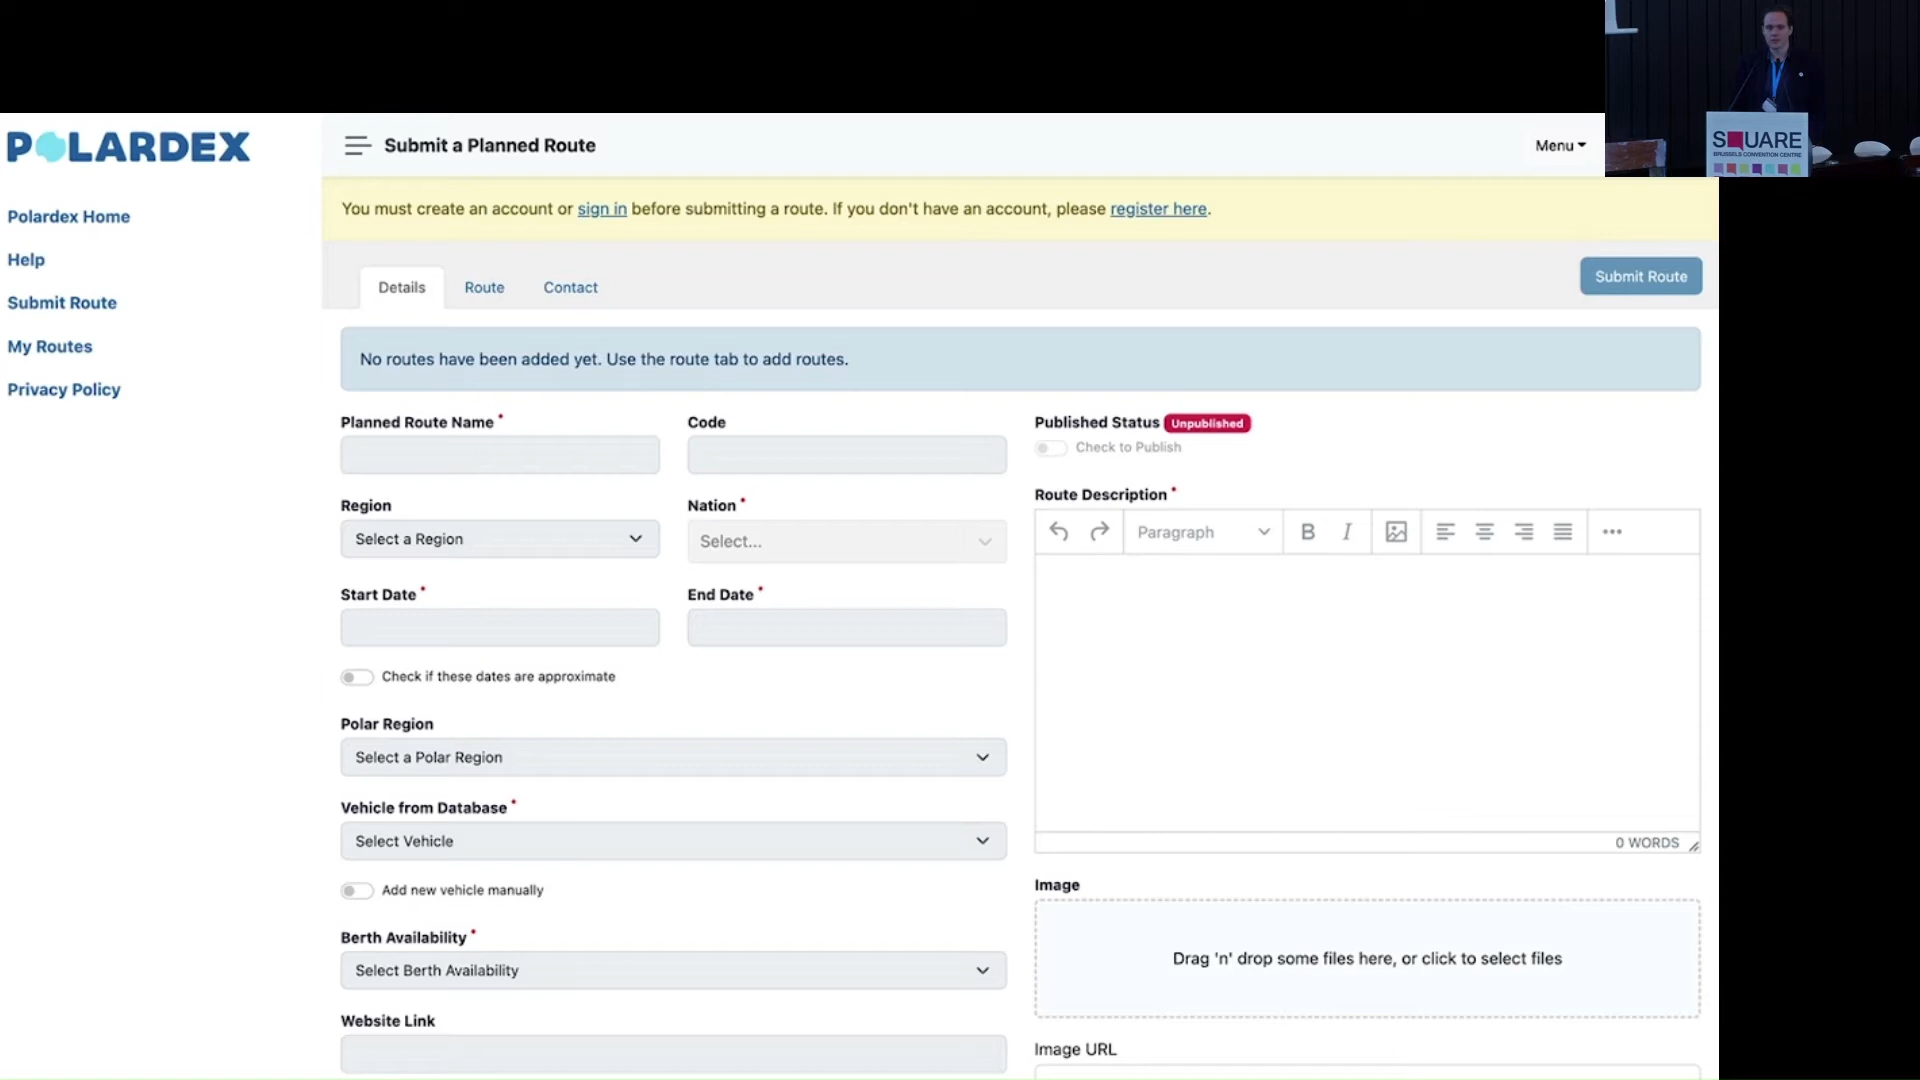 POLARDEX
Submit a Planned Route
Menu
SQUARE
BRUSSELS CONVENTION CENTRE
Polardex Home
Help
Submit Route
My Routes
Privacy Policy
You must create an account or sign in before submitting a route. If you don't have an account, please register here.
Details
Route
Contact
Submit Route
No routes have been added yet. Use the route tab to add routes.
Planned Route Name *
Code
Published Status Unpublished
Check to Publish
Region
Select a Region
Nation *
Select...
Route Description *
Paragraph
B I
Start Date *
End Date *
Check if these dates are approximate
Polar Region
Select a Polar Region
Vehicle from Database *
Select Vehicle
0 WORDS
Add new vehicle manually
Image
Drag 'n' drop some files here, or click to select files
Berth Availability *
Select Berth Availability
Website Link
Image URL